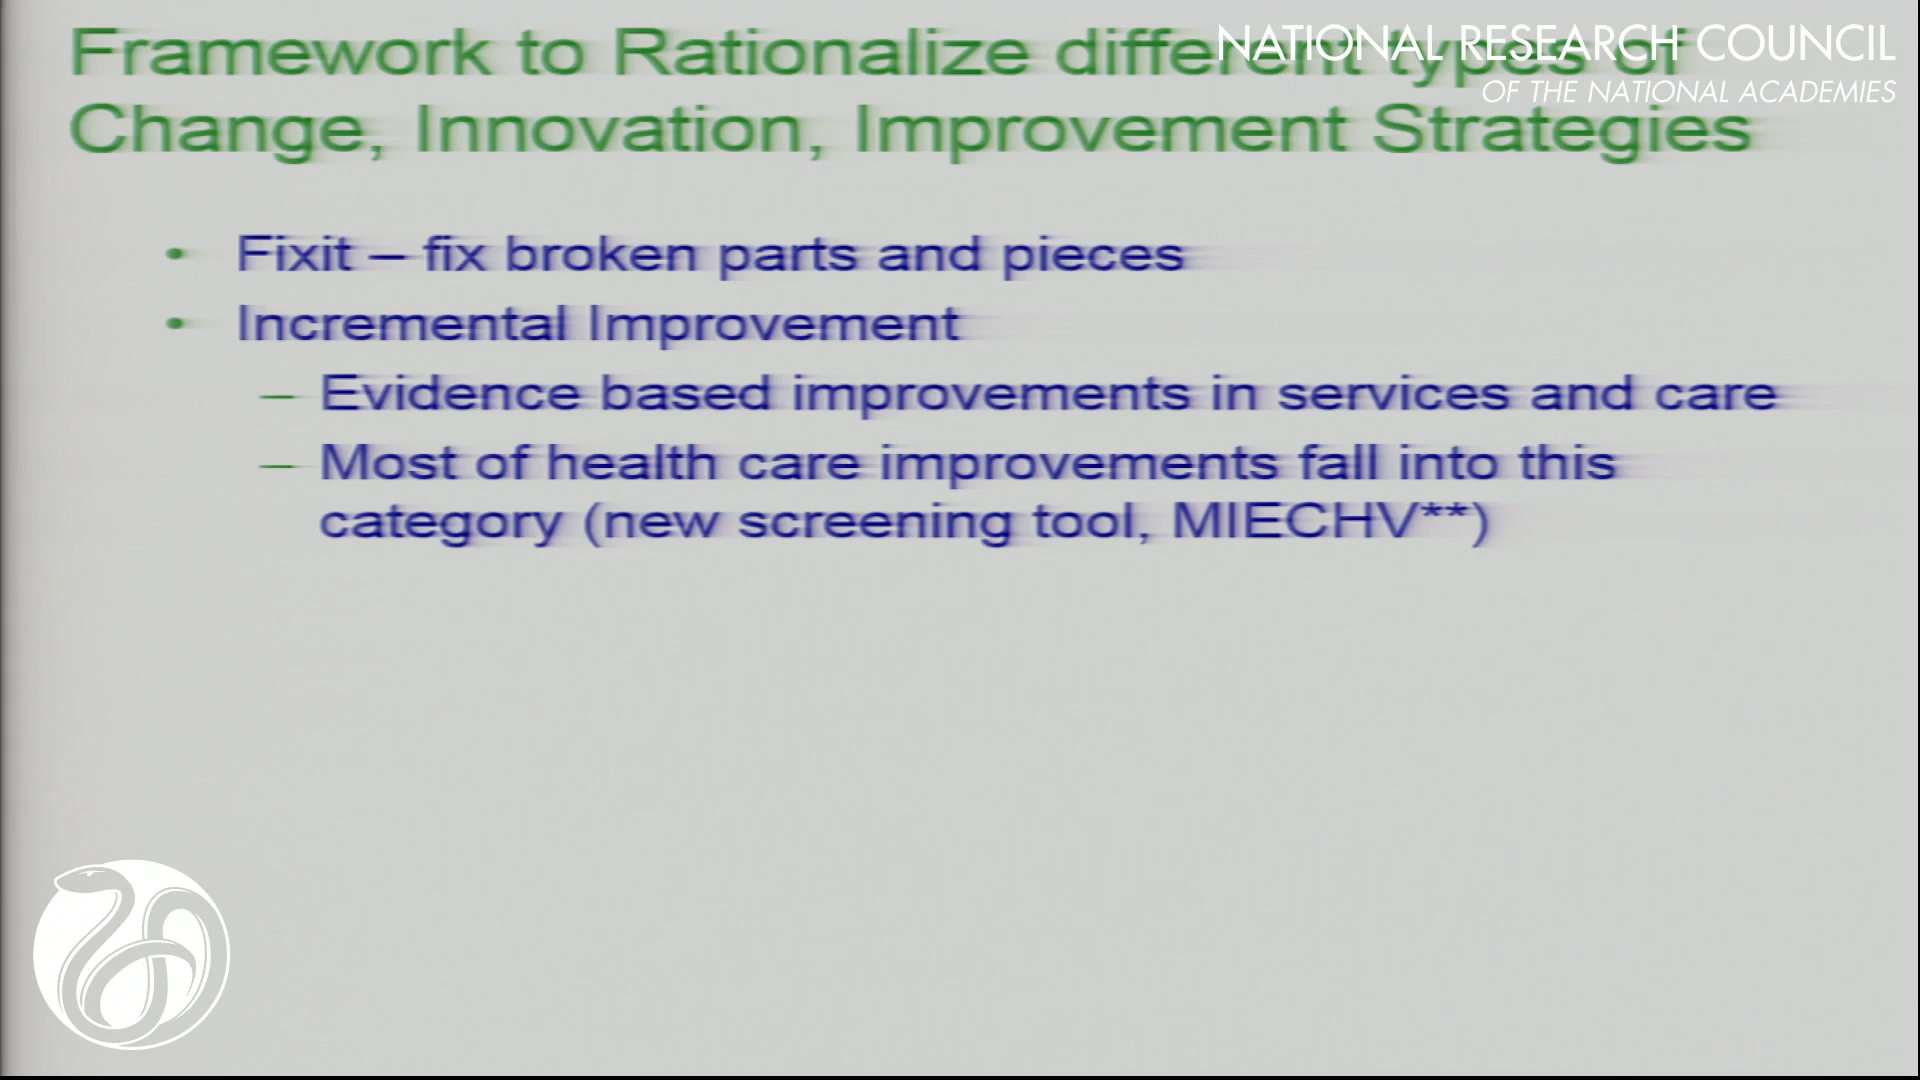 Framework to Rationalize different types of
Change, Innovation, Improvement Strategies
NATIONAL RESEARCH COUNCIL
OF THE NATIONAL ACADEMIES
• Fixit – fix broken parts and pieces
• Incremental Improvement
– Evidence based improvements in services and care
– Most of health care improvements fall into this
category (new screening tool, MIECHV**)